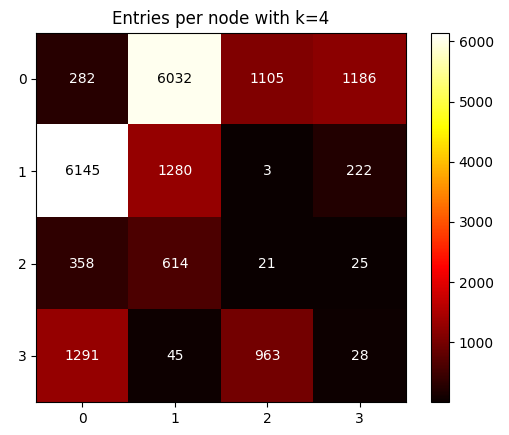 Entries per node with k=4
0 282 6032 1105 1186
1 6145 1280 3 222
2 358 614 21 25
3 1291 45 963 28
0 1 2 3
6000
5000
4000
3000
2000
1000